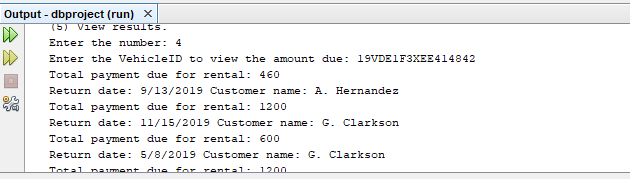 Output - dbproject (run) ×
(5) View results.
Enter the number: 4
Enter the VehicleID to view the amount due: 19VDE1F3XEE414842
Total payment due for rental: 460
Return date: 9/13/2019 Customer name: A. Hernandez
Total payment due for rental: 1200
Return date: 11/15/2019 Customer name: G. Clarkson
Total payment due for rental: 600
Return date: 5/8/2019 Customer name: G. Clarkson
Total payment due for rental: 1200